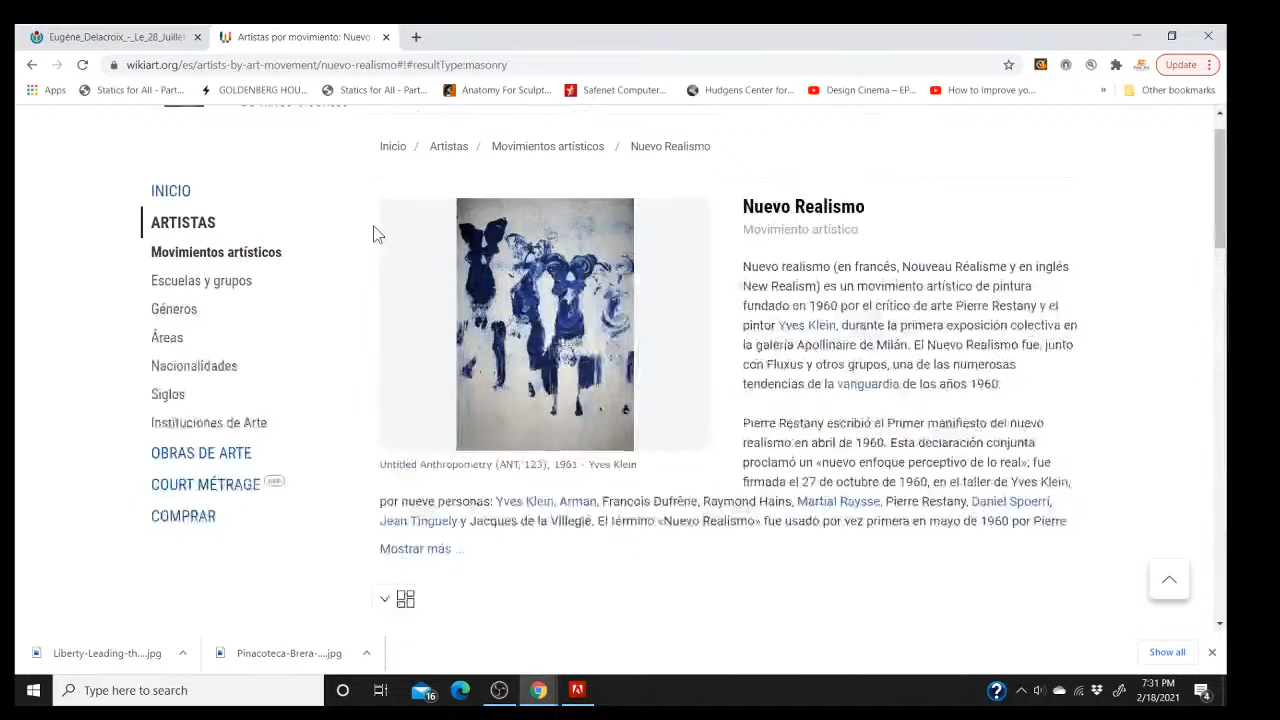 Eugène_Delacroix_-_Le_28_Juillet
Artistas por movimiento: Nuevo
wikiart.org/es/artists-by-art-movement/nuevo-realismo#!#resultType:masonry
Update
Apps
Statics for All - Part...
GOLDENBERG HOU...
Statics for All - Part...
Anatomy For Sculpt...
Safenet Computer...
Hudgens Center for...
Design Cinema – EP...
How to Improve yo...
»
Other bookmarks
Inicio / Artistas / Movimientos artísticos / Nuevo Realismo
INICIO
ARTISTAS
Movimientos artísticos
Escuelas y grupos
Géneros
Áreas
Nacionalidades
Siglos
Instituciones de Arte
OBRAS DE ARTE
COURT MÉTRAGE
COMPRAR
Nuevo Realismo
Movimiento artístico
Nuevo realismo (en francés, Nouveau Réalisme y en inglés
New Realism) es un movimiento artístico de pintura
fundado en 1960 por el crítico de arte Pierre Restany y el
pintor Yves Klein, durante la primera exposición colectiva en
la galería Apollinaire de Milán. El Nuevo Realismo fue, junto
con Fluxus y otros grupos, una de las numerosas
tendencias de la vanguardia de los años 1960.
Pierre Restany escribió el Primer manifiesto del nuevo
realismo en abril de 1960. Esta declaración conjunta
proclamó un «nuevo enfoque perceptivo de lo real»; fue
firmada el 27 de octubre de 1960, en el taller de Yves Klein,
Untitled Anthropometry (ANT, 123), 1961 - Yves Klein
por nueve personas: Yves Klein, Arman, François Dufrêne, Raymond Hains, Martial Raysse, Pierre Restany, Daniel Spoerri,
Jean Tinguely y Jacques de la Villeglé. El término «Nuevo Realismo» fue usado por vez primera en mayo de 1960 por Pierre
Mostrar más ...
Liberty-Leading-th....jpg
Pinacoteca-Brera-....jpg
Show all
Type here to search
16
7:31 PM
2/18/2021
4